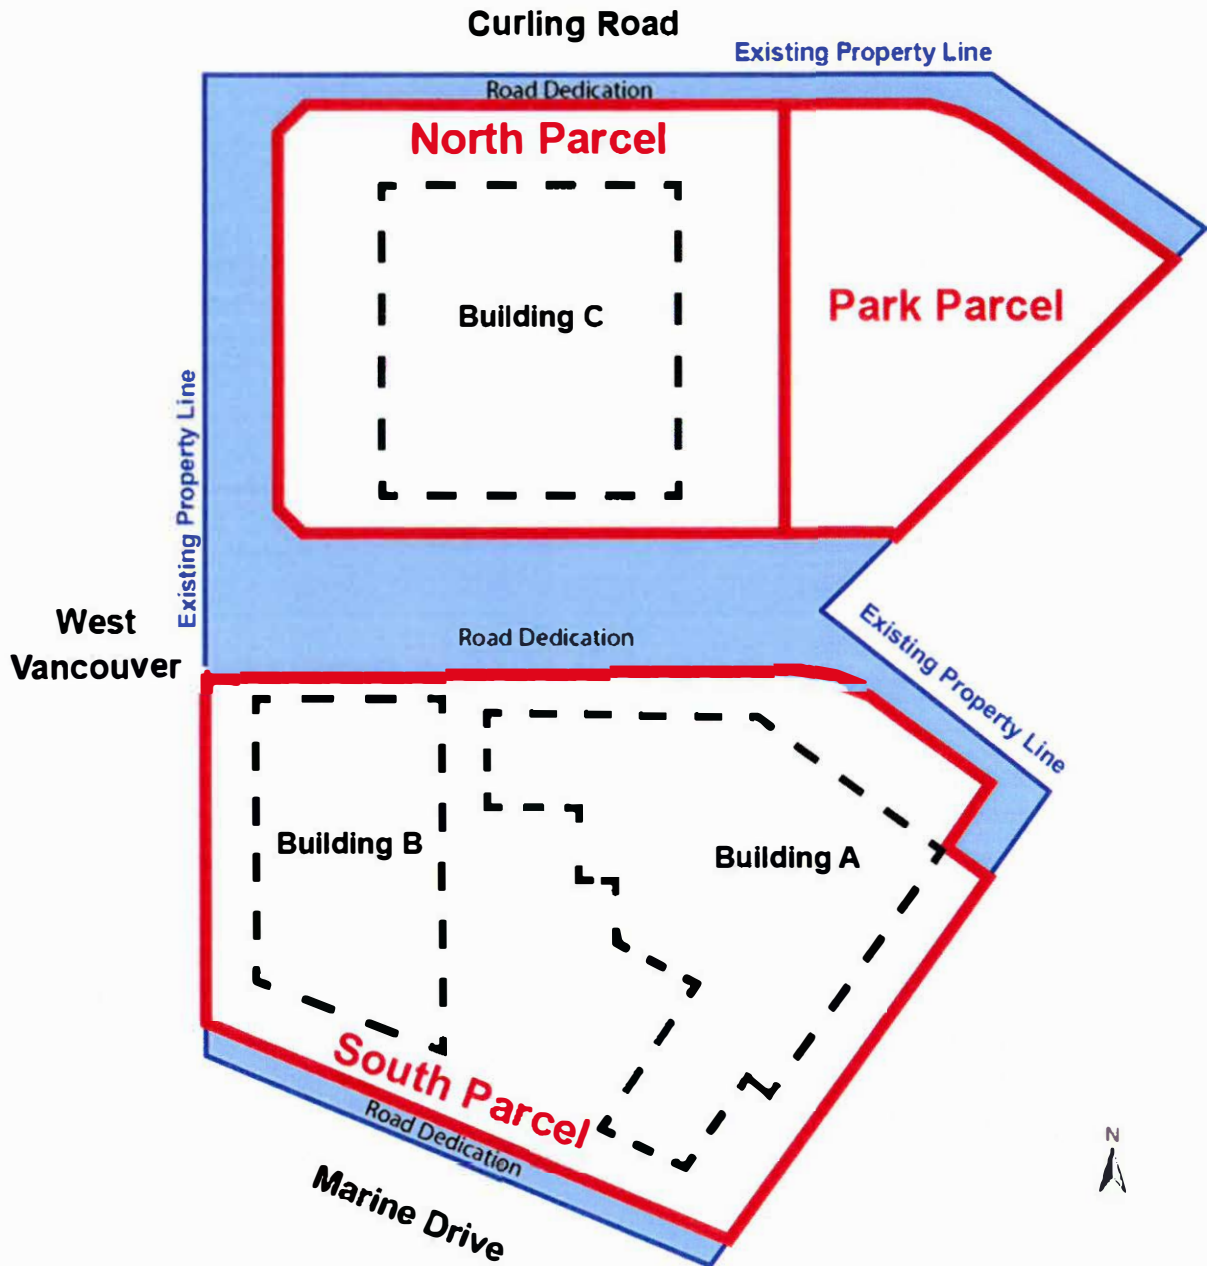 Curling Road
Existing Property Line
Road Dedication
North Parcel
Building C
Park Parcel
Existing Property Line
West
Vancouver
Road Dedication
Existing Property Line
Building B
Building A
South Parcel
Road Dedication
Marine Drive
N